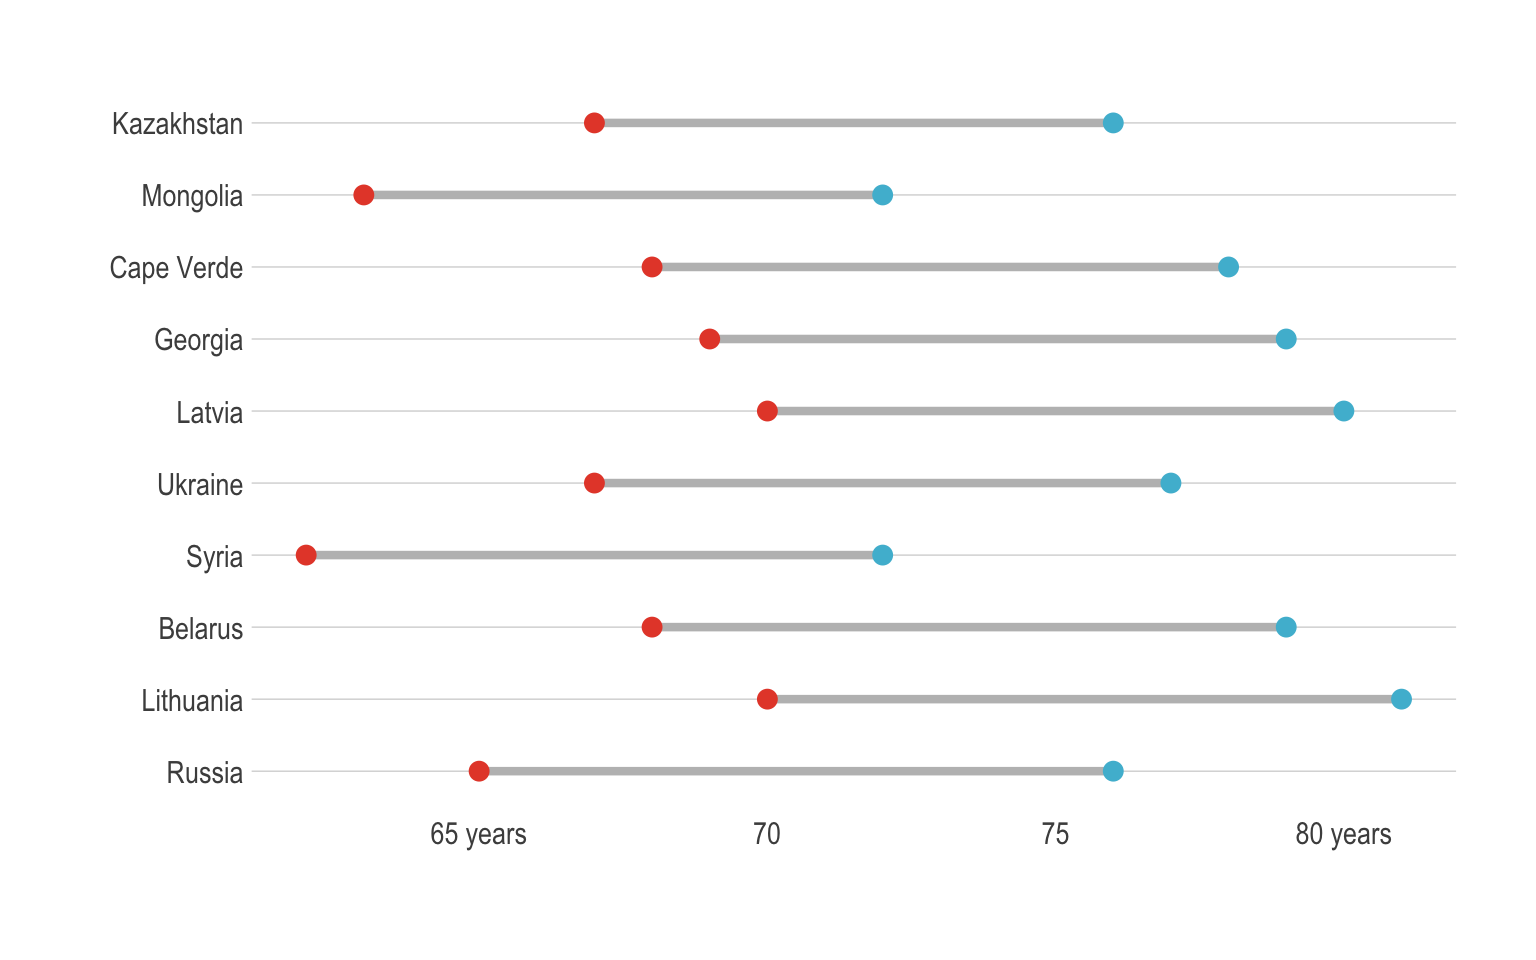 Kazakhstan
Mongolia
Cape Verde
Georgia
Latvia
Ukraine
Syria
Belarus
Lithuania
Russia
65 years 70 75 80 years